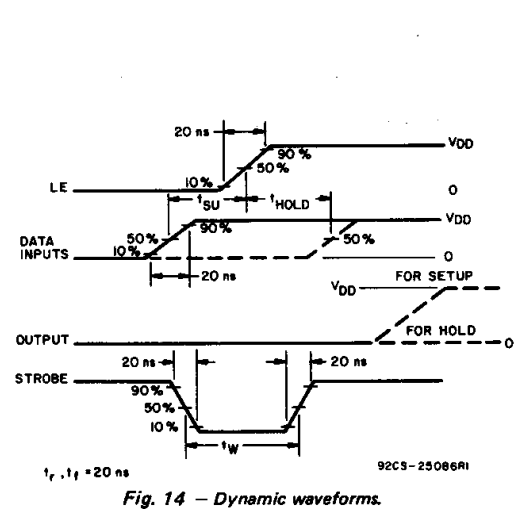 20 ns
VDD
90%
50%
10%
LE
0
tSU
tHOLD
VDD
90%
50%
50%
DATA
INPUTS
10%
0
20 ns
FOR SETUP
VDD
FOR HOLD
OUTPUT
0
20 ns
20 ns
STROBE
90%
50%
10%
tW
tr, tf = 20 ns
92CS-25086R1
Fig. 14 — Dynamic waveforms.